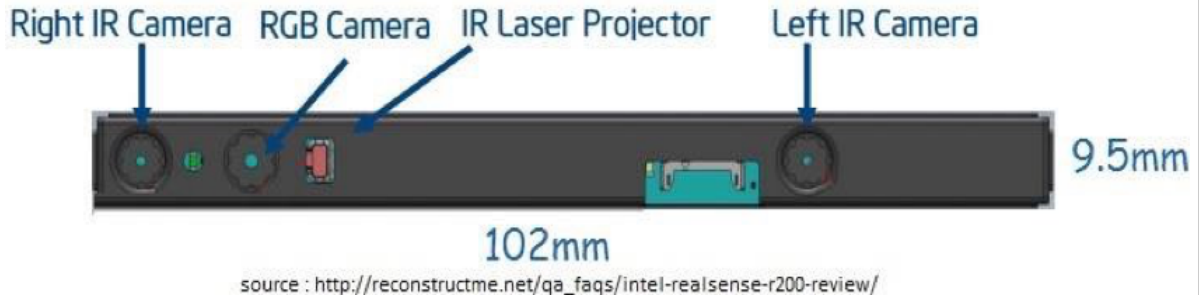 Right IR Camera
RGB Camera
IR Laser Projector
Left IR Camera
9.5mm
102mm
source : http://reconstructme.net/qa_faqs/intel-realsense-r200-review/